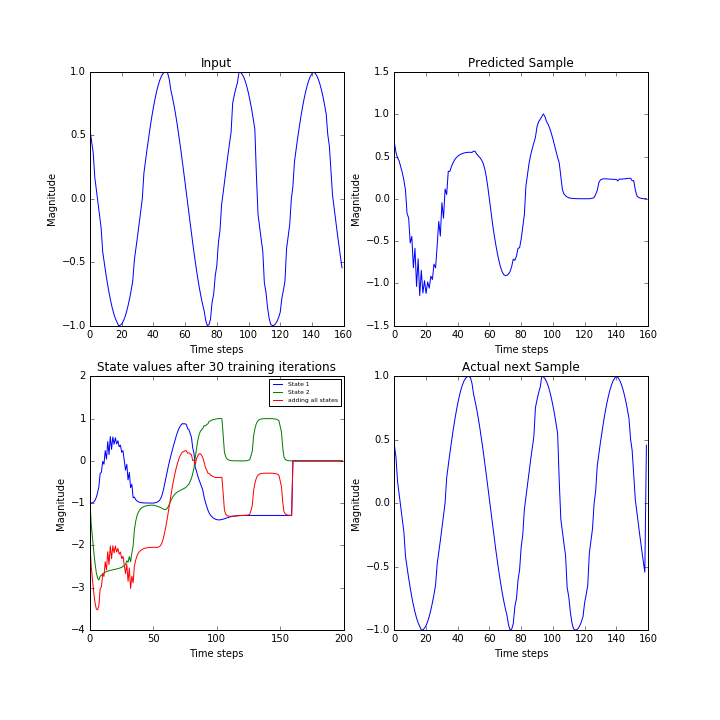 Input
1.0
0.5
0.0
−0.5
−1.0
Magnitude
0 20 40 60 80 100 120 140 160
Time steps
Predicted Sample
1.5
1.0
0.5
0.0
−0.5
−1.0
−1.5
Magnitude
0 20 40 60 80 100 120 140 160
Time steps
State values after 30 training iterations
State 1
State 2
adding all states
2
1
0
−1
−2
−3
−4
Magnitude
0 50 100 150 200
Time steps
Actual next Sample
1.0
0.5
0.0
−0.5
−1.0
Magnitude
0 20 40 60 80 100 120 140 160
Time steps